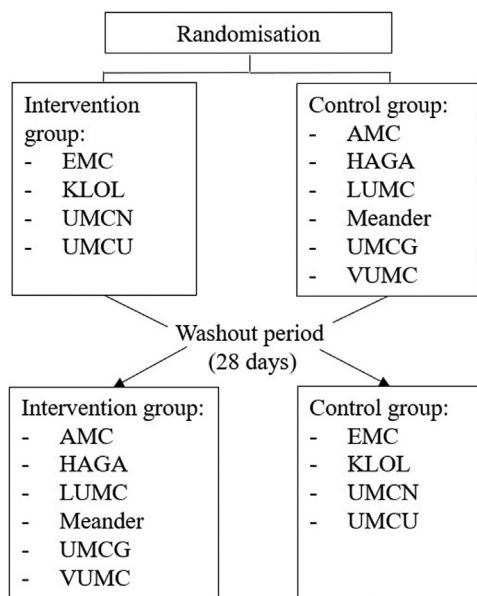 Randomisation
Intervention
group:
- EMC
- KLOL
- UMCN
- UMCU
Control group:
- AMC
- HAGA
- LUMC
- Meander
- UMCG
- VUMC
Washout period
(28 days)
Intervention group:
- AMC
- HAGA
- LUMC
- Meander
- UMCG
- VUMC
Control group:
- EMC
- KLOL
- UMCN
- UMCU